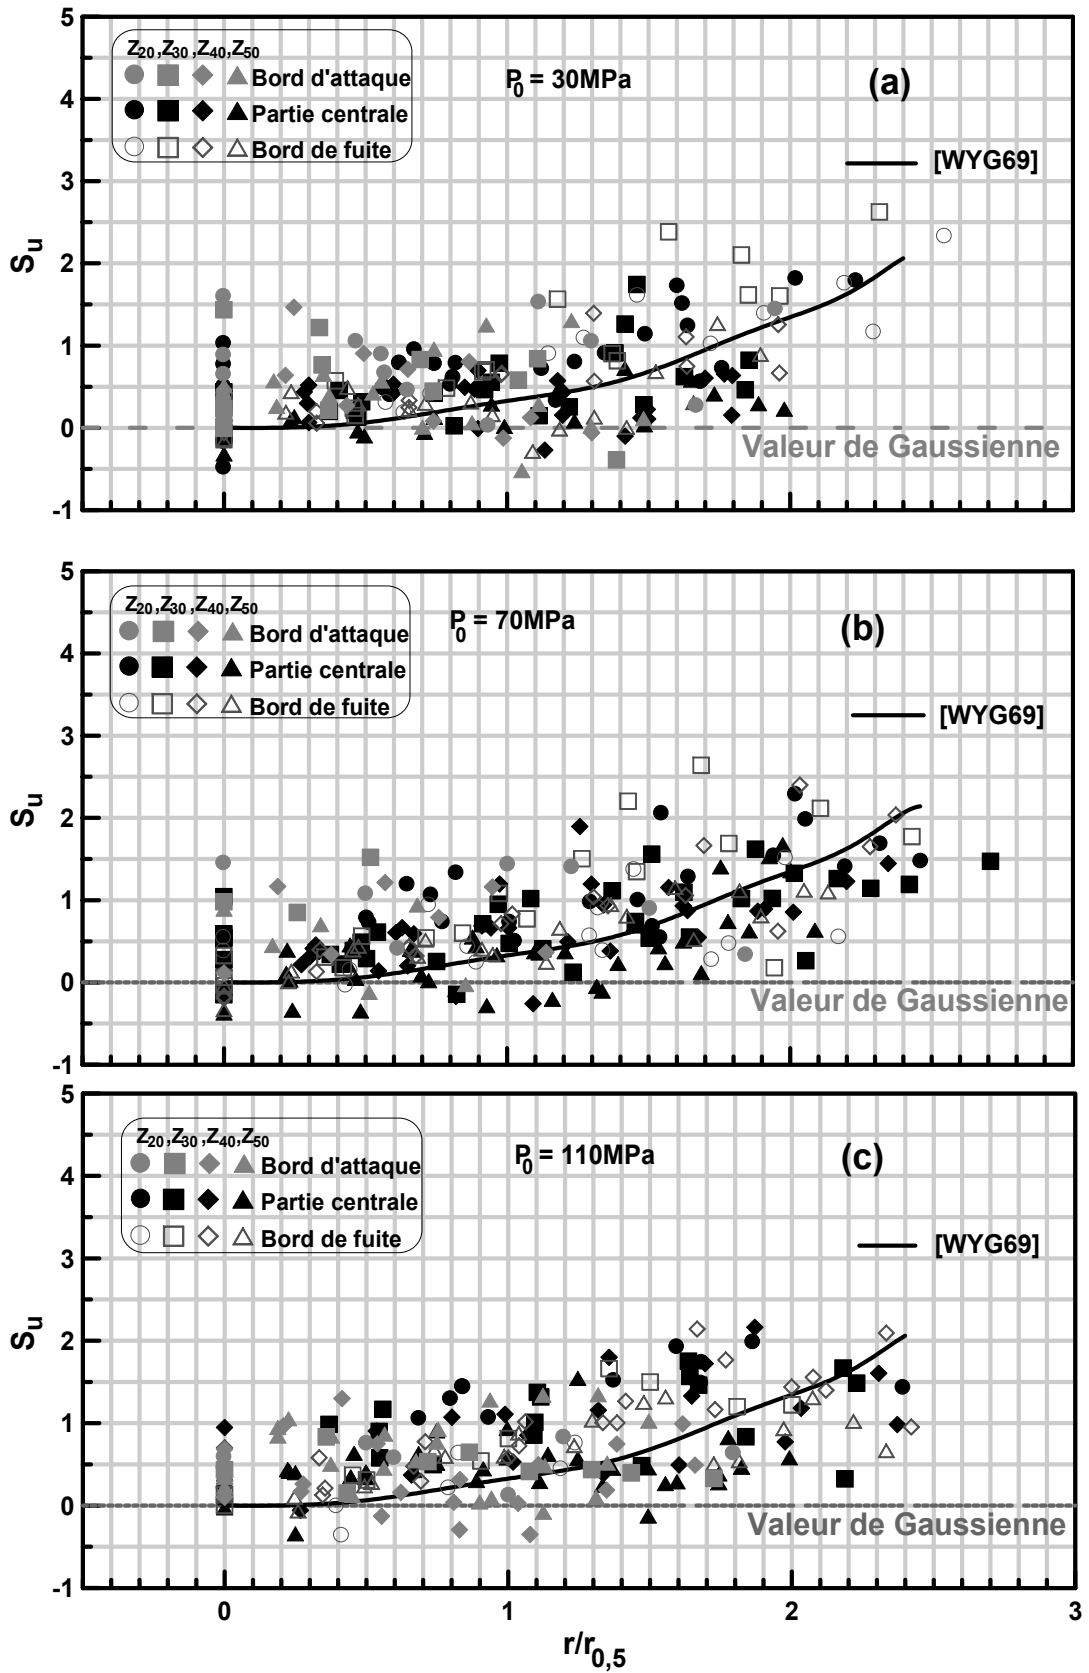 5
Z20,Z30,Z40,Z50
Bord d'attaque
Partie centrale
Bord de fuite
P0 = 30MPa
(a)
[WYG69]
4
3
2
1
0
-1
Su
Valeur de Gaussienne
5
Z20,Z30,Z40,Z50
Bord d'attaque
Partie centrale
Bord de fuite
P0 = 70MPa
(b)
[WYG69]
4
3
2
1
0
-1
Su
Valeur de Gaussienne
5
Z20,Z30,Z40,Z50
Bord d'attaque
Partie centrale
Bord de fuite
P0 = 110MPa
(c)
[WYG69]
4
3
2
1
0
-1
Su
Valeur de Gaussienne
0 1 2 3
r/r0,5